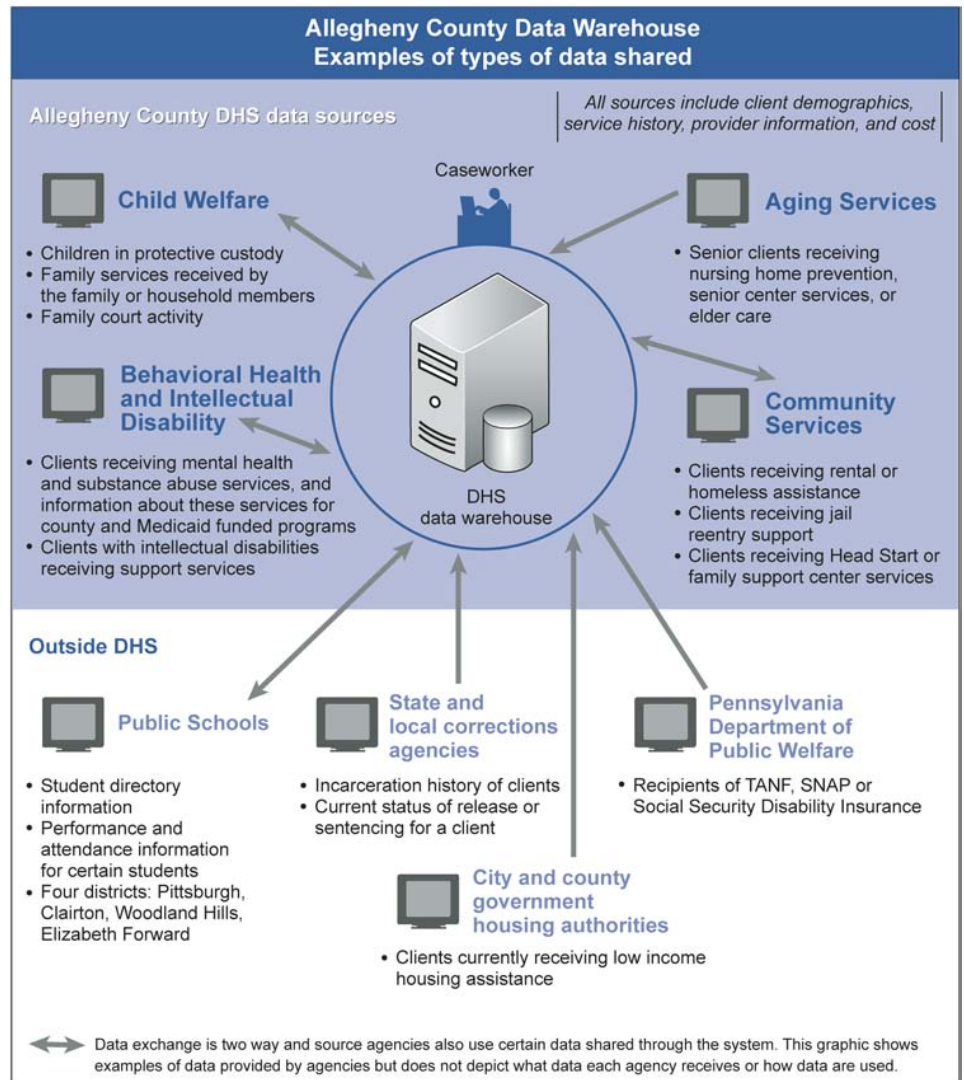 Allegheny County Data Warehouse
Examples of types of data shared
Allegheny County DHS data sources
All sources include client demographics,
service history, provider information, and cost
Caseworker
Child Welfare
• Children in protective custody
• Family services received by
the family or household members
• Family court activity
Aging Services
• Senior clients receiving
nursing home prevention,
senior center services, or
elder care
Behavioral Health
and Intellectual
Disability
• Clients receiving mental health
and substance abuse services, and
information about these services for
county and Medicaid funded programs
• Clients with intellectual disabilities
receiving support services
DHS
data warehouse
Community
Services
• Clients receiving rental or
homeless assistance
• Clients receiving jail
reentry support
• Clients receiving Head Start or
family support center services
Outside DHS
Public Schools
• Student directory
information
• Performance and
attendance information
for certain students
• Four districts: Pittsburgh,
Clairton, Woodland Hills,
Elizabeth Forward
State and
local corrections
agencies
• Incarceration history of clients
• Current status of release or
sentencing for a client
Pennsylvania
Department of
Public Welfare
• Recipients of TANF, SNAP or
Social Security Disability Insurance
City and county
government
housing authorities
• Clients currently receiving low income
housing assistance
Data exchange is two way and source agencies also use certain data shared through the system. This graphic shows
examples of data provided by agencies but does not depict what data each agency receives or how data are used.